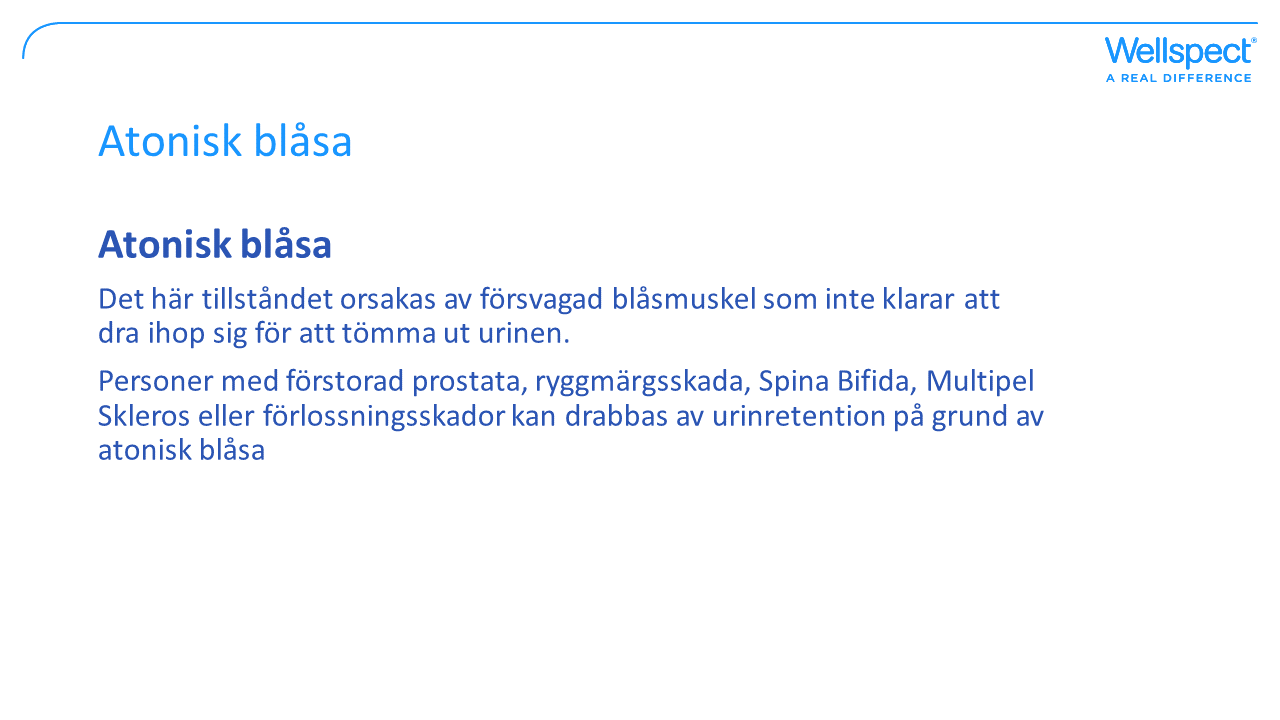 Wellspect®
A REAL DIFFERENCE
Atonisk blåsa
Atonisk blåsa
Det här tillståndet orsakas av försvagad blåsmuskel som inte klarar att
dra ihop sig för att tömma ut urinen.
Personer med förstorad prostata, ryggmärgsskada, Spina Bifida, Multipel
Skleros eller förlossningsskador kan drabbas av urinretention på grund av
atonisk blåsa